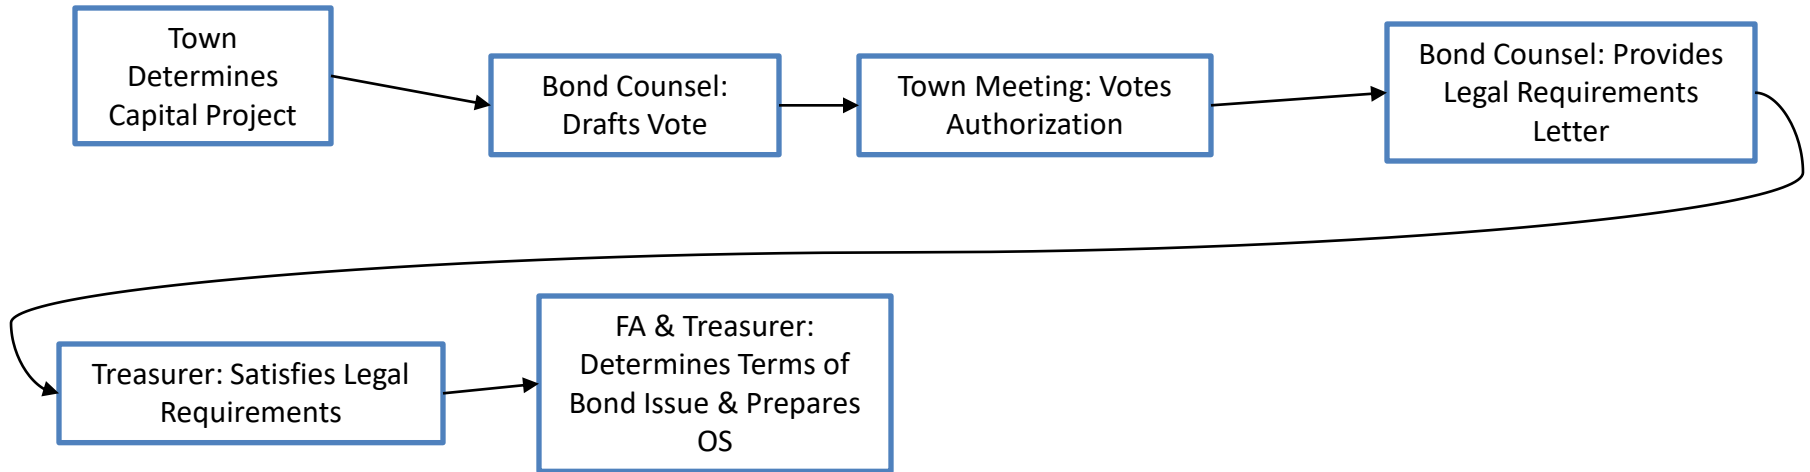 Town
Determines
Capital Project
Bond Counsel:
Drafts Vote
Town Meeting: Votes
Authorization
Bond Counsel: Provides
Legal Requirements
Letter
Treasurer: Satisfies Legal
Requirements
FA & Treasurer:
Determines Terms of
Bond Issue & Prepares
OS